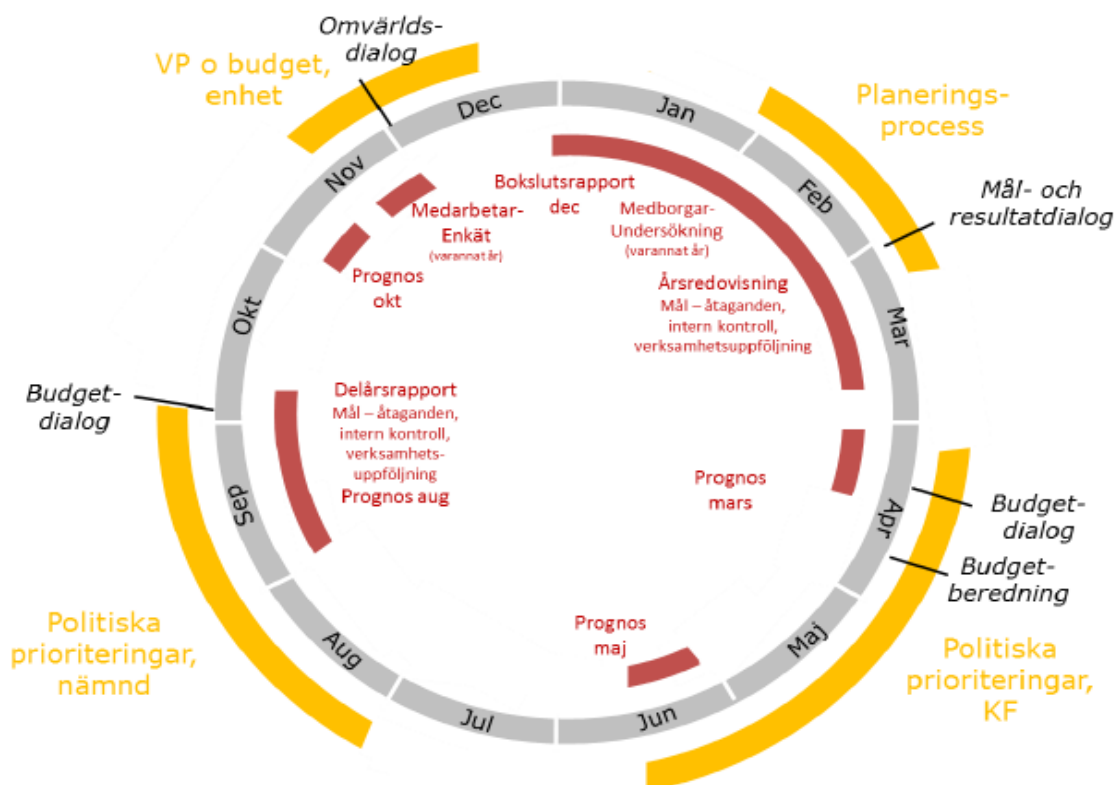 Omvärlds-
dialog
VP o budget,
enhet
Planerings-
process
Mål- och
resultatdialog
Budget-
dialog
Budget-
beredning
Politiska
prioriteringar,
KF
Politiska
prioriteringar,
nämnd
Budget-
dialog
Jan
Feb
Mar
Apr
Maj
Jun
Jul
Aug
Sep
Okt
Nov
Dec
Bokslutsrapport
dec
Medborgar-
Undersökning
(varannat år)
Årsredovisning
Mål – åtaganden,
intern kontroll,
verksamhetsuppföljning
Prognos
mars
Prognos
maj
Delårsrapport
Mål – åtaganden,
intern kontroll,
verksamhets-
uppföljning
Prognos aug
Prognos
okt
Medarbetar-
Enkät
(varannat år)